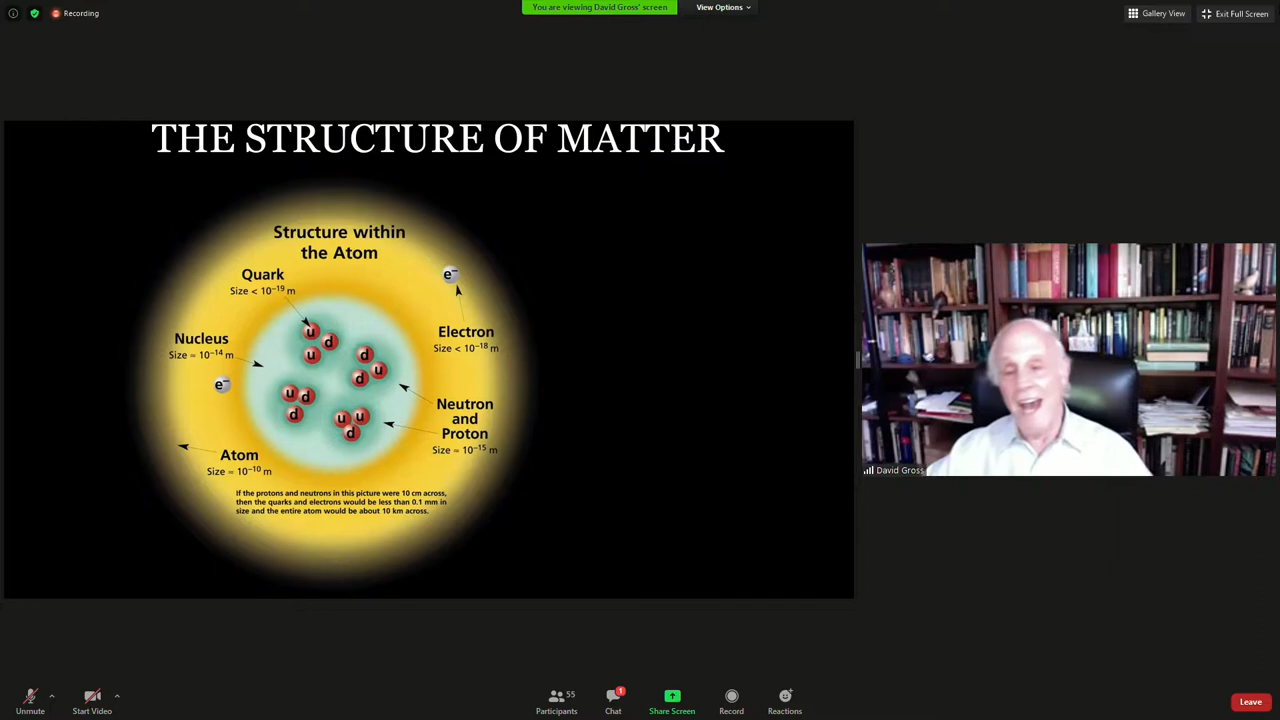 Recording
You are viewing David Gross' screen
View Options
Gallery View
Exit Full Screen
THE STRUCTURE OF MATTER
Structure within
the Atom
Quark
Size < 10⁻¹⁹ m
e⁻
Nucleus
Size ≈ 10⁻¹⁴ m
Electron
Size < 10⁻¹⁸ m
u
d
u
d
u
d
e⁻
u
d
d
u
u
d
Neutron
and
Proton
Size ≈ 10⁻¹⁵ m
Atom
Size ≈ 10⁻¹⁰ m
If the protons and neutrons in this picture were 10 cm across,
then the quarks and electrons would be less than 0.1 mm in
size and the entire atom would be about 10 km across.
David Gross
Unmute
Start Video
55
Participants
1
Chat
Share Screen
Record
Reactions
Leave